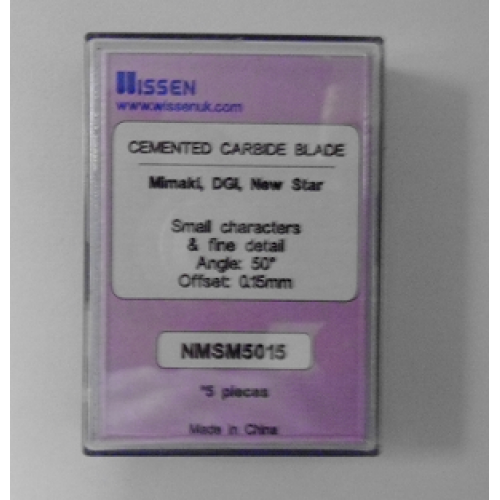 WISSEN
www.wissenuk.com
CEMENTED CARBIDE BLADE
Mimaki, DGI, New Star
Small characters
& fine detail
Angle: 50°
Offset: 0.15mm
NMSM5015
*5 pieces
Made in China